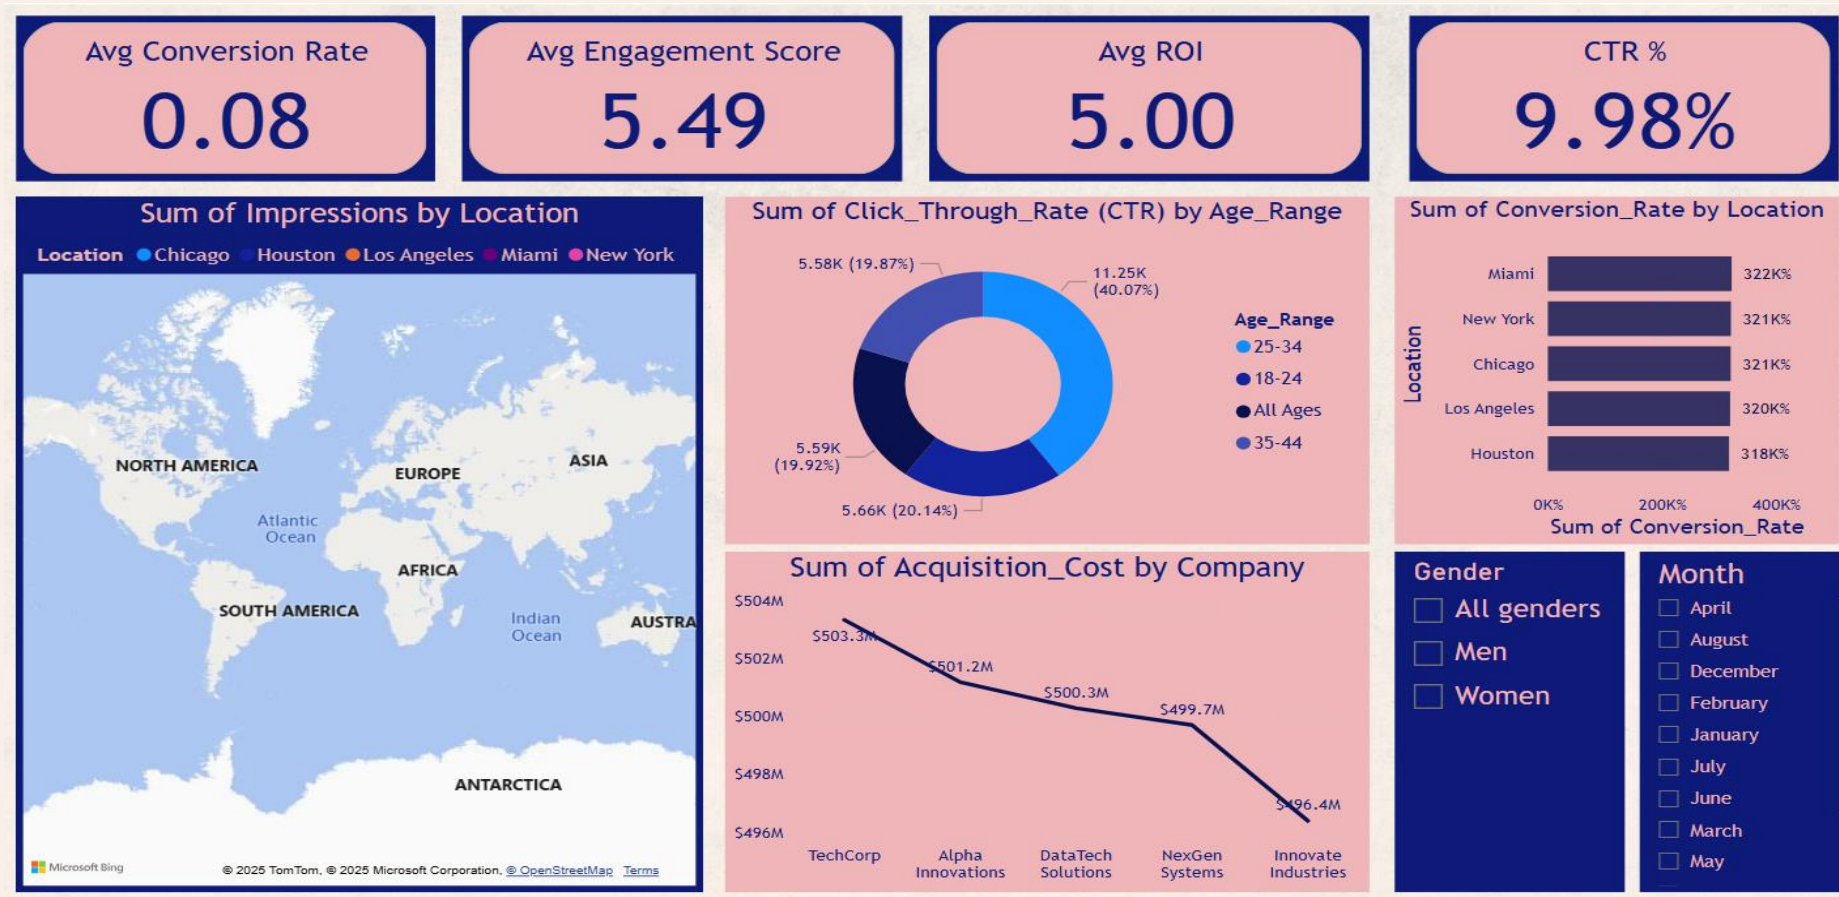 Avg Conversion Rate
0.08
Avg Engagement Score
5.49
Avg ROI
5.00
CTR %
9.98%
Sum of Impressions by Location
Location Chicago Houston Los Angeles Miami New York
NORTH AMERICA
EUROPE
ASIA
Atlantic
Ocean
AFRICA
SOUTH AMERICA
Indian
Ocean
AUSTRA
ANTARCTICA
Microsoft Bing
© 2025 TomTom, © 2025 Microsoft Corporation, © OpenStreetMap Terms
Sum of Click_Through_Rate (CTR) by Age_Range
5.58K (19.87%)
11.25K
(40.07%)
5.59K
(19.92%)
5.66K (20.14%)
Age_Range
25-34
18-24
All Ages
35-44
Sum of Conversion_Rate by Location
Location
Miami 322K%
New York 321K%
Chicago 321K%
Los Angeles 320K%
Houston 318K%
0K% 200K% 400K%
Sum of Conversion_Rate
Sum of Acquisition_Cost by Company
$504M
$502M
$500M
$498M
$496M
$503.3M
$501.2M
$500.3M
$499.7M
$496.4M
TechCorp
Alpha
Innovations
DataTech
Solutions
NexGen
Systems
Innovate
Industries
Gender
All genders
Men
Women
Month
April
August
December
February
January
July
June
March
May